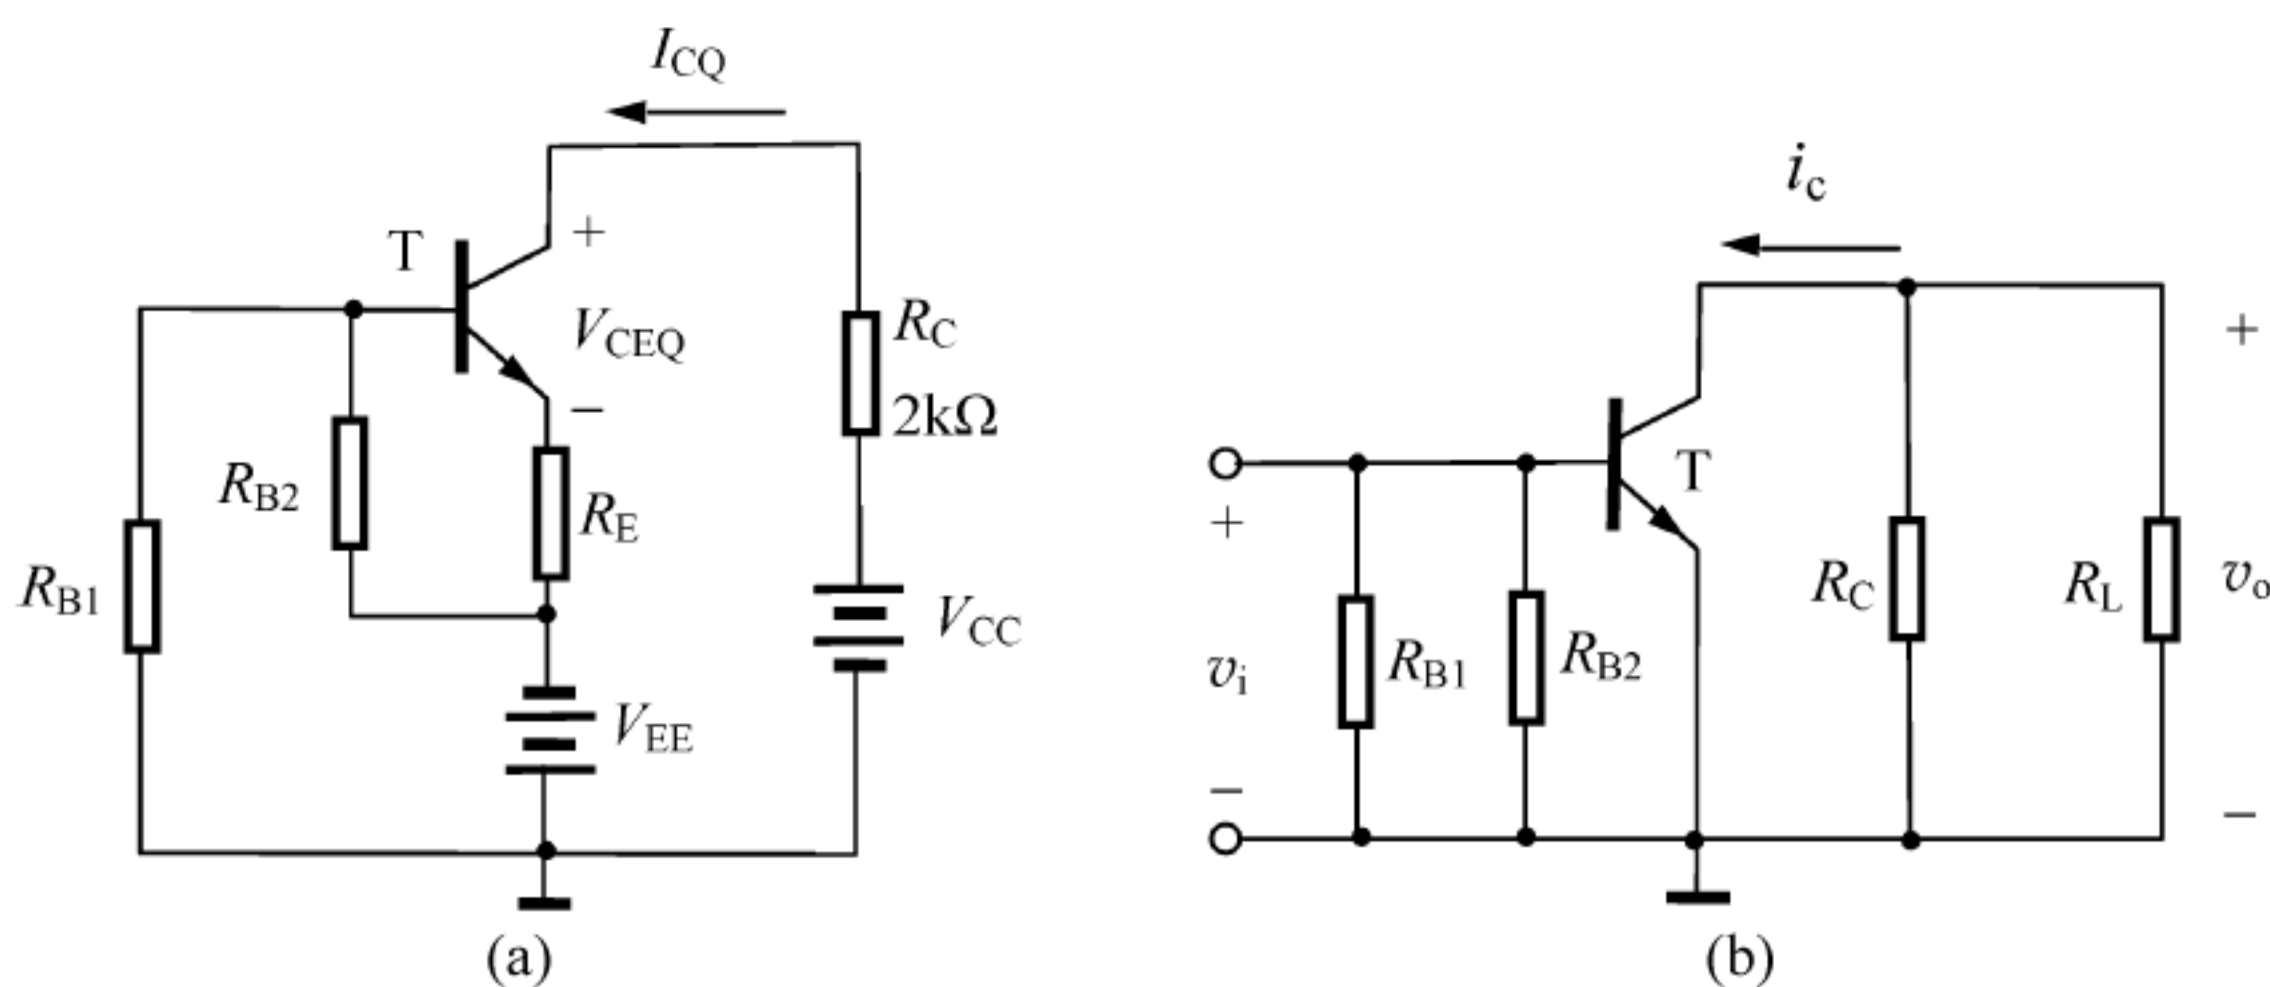 I_CQ
T
+
V_CEQ
−
R_C
2kΩ
R_B2
R_E
R_B1
V_CC
V_EE
(a)
i_c
+
T
+
v_i
R_B1
R_B2
R_C
R_L
v_o
−
−
(b)